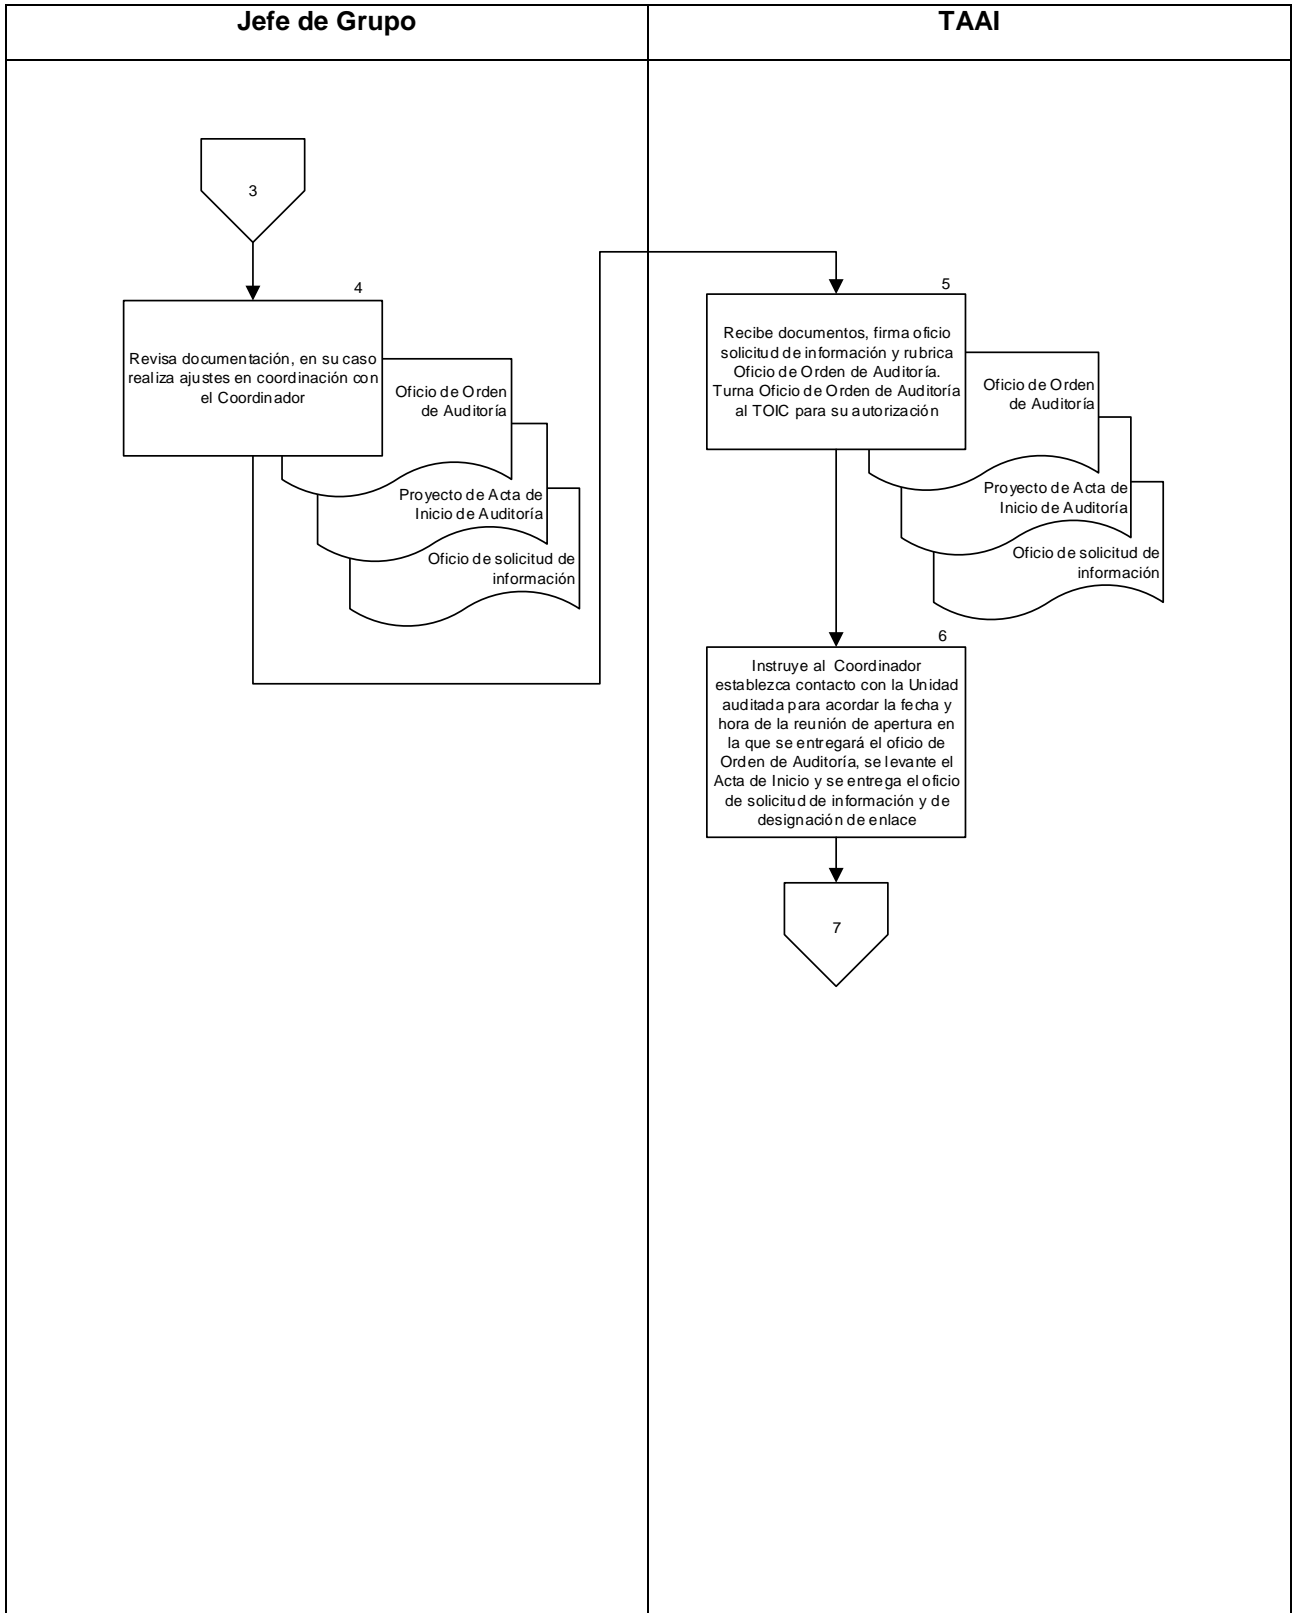 Jefe de Grupo
TAAI
3
4
Revisa documentación, en su caso
realiza ajustes en coordinación con
el Coordinador
Oficio de Orden
de Auditoría
Proyecto de Acta de
Inicio de Auditoría
Oficio de solicitud de
información
5
Recibe documentos, firma oficio
solicitud de información y rubrica
Oficio de Orden de Auditoría.
Turna Oficio de Orden de Auditoría
al TOIC para su autorización
Oficio de Orden
de Auditoría
Proyecto de Acta de
Inicio de Auditoría
Oficio de solicitud de
información
6
Instruye al Coordinador
establezca contacto con la Unidad
auditada para acordar la fecha y
hora de la reunión de apertura en
la que se entregará el oficio de
Orden de Auditoría, se levante el
Acta de Inicio y se entrega el oficio
de solicitud de información y de
designación de enlace
7